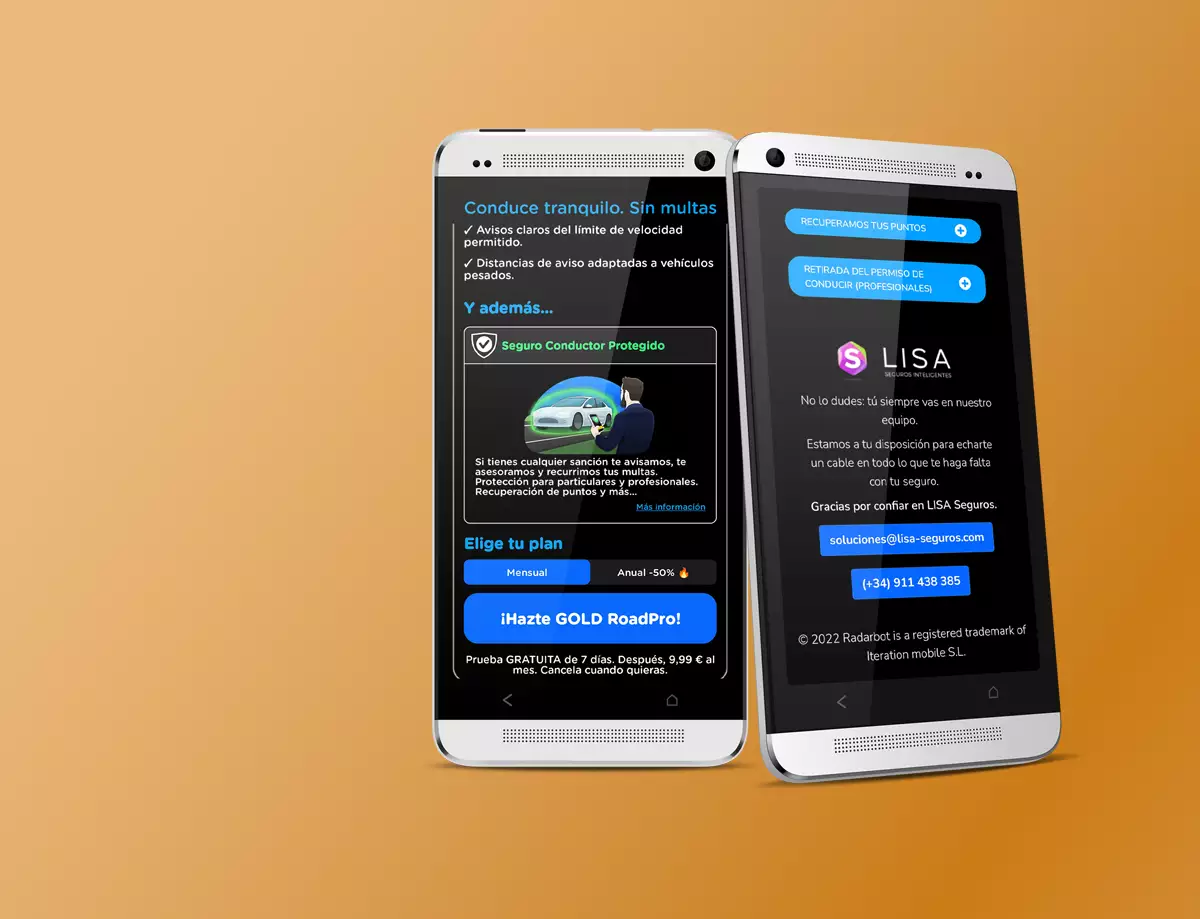 Conduce tranquilo. Sin multas
✓ Avisos claros del límite de velocidad
permitido.
✓ Distancias de aviso adaptadas a vehículos
pesados.
Y además...
Seguro Conductor Protegido
Si tienes cualquier sanción te avisamos, te
asesoramos y recurrimos tus multas.
Protección para particulares y profesionales.
Recuperación de puntos y más...
Más información
Elige tu plan
Mensual
Anual -50% 🔥
¡Hazte GOLD RoadPro!
Prueba GRATUITA de 7 días. Después, 9,99 € al
mes. Cancela cuando quieras.
RECUPERAMOS TUS PUNTOS
RETIRADA DEL PERMISO DE
CONDUCIR (PROFESIONALES)
S LISA
SEGUROS INTELIGENTES
No lo dudes: tú siempre vas en nuestro
equipo.
Estamos a tu disposición para echarte
un cable en todo lo que te haga falta
con tu seguro.
Gracias por confiar en LISA Seguros.
soluciones@lisa-seguros.com
(+34) 911 438 385
© 2022 Radarbot is a registered trademark of
Iteration mobile S.L.